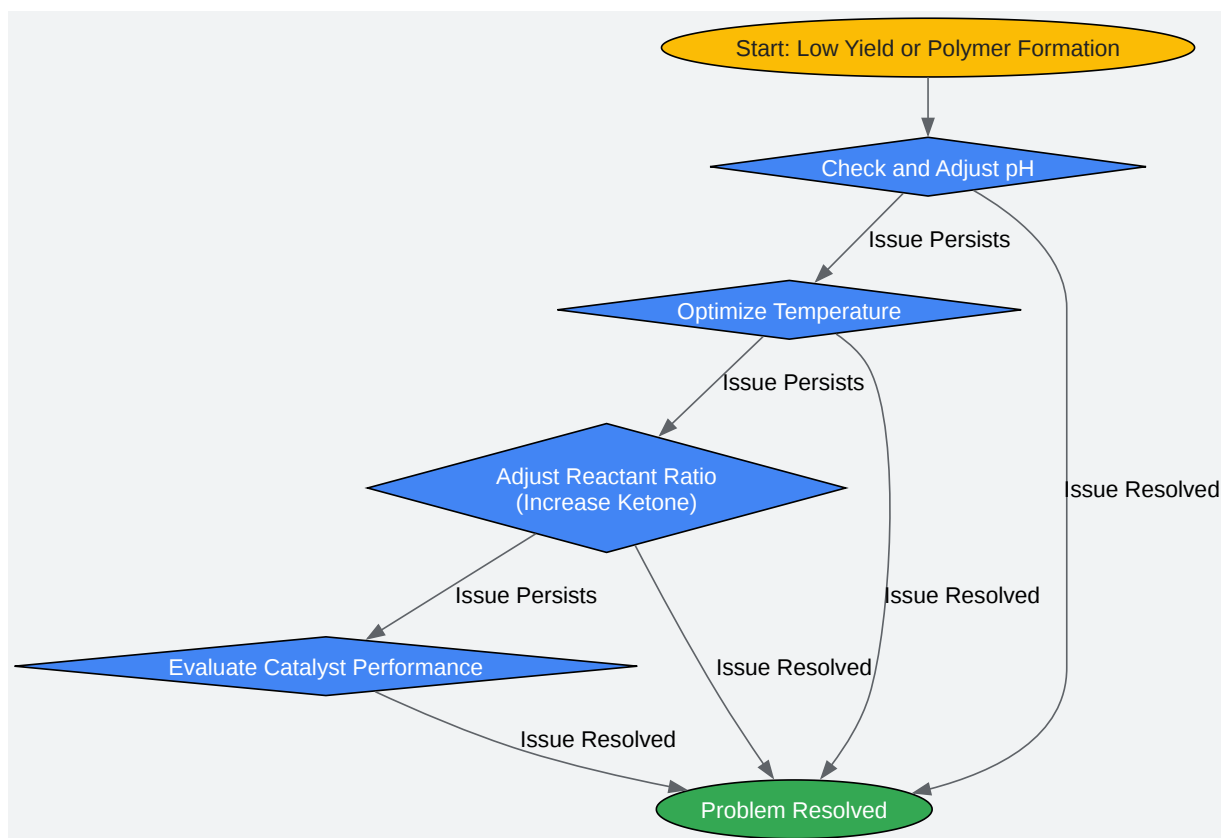 Start: Low Yield or Polymer Formation
Check and Adjust pH
Issue Persists
Optimize Temperature
Issue Persists
Adjust Reactant Ratio
(Increase Ketone)
Issue Resolved
Issue Persists
Issue Resolved
Evaluate Catalyst Performance
Issue Resolved
Issue Resolved
Problem Resolved